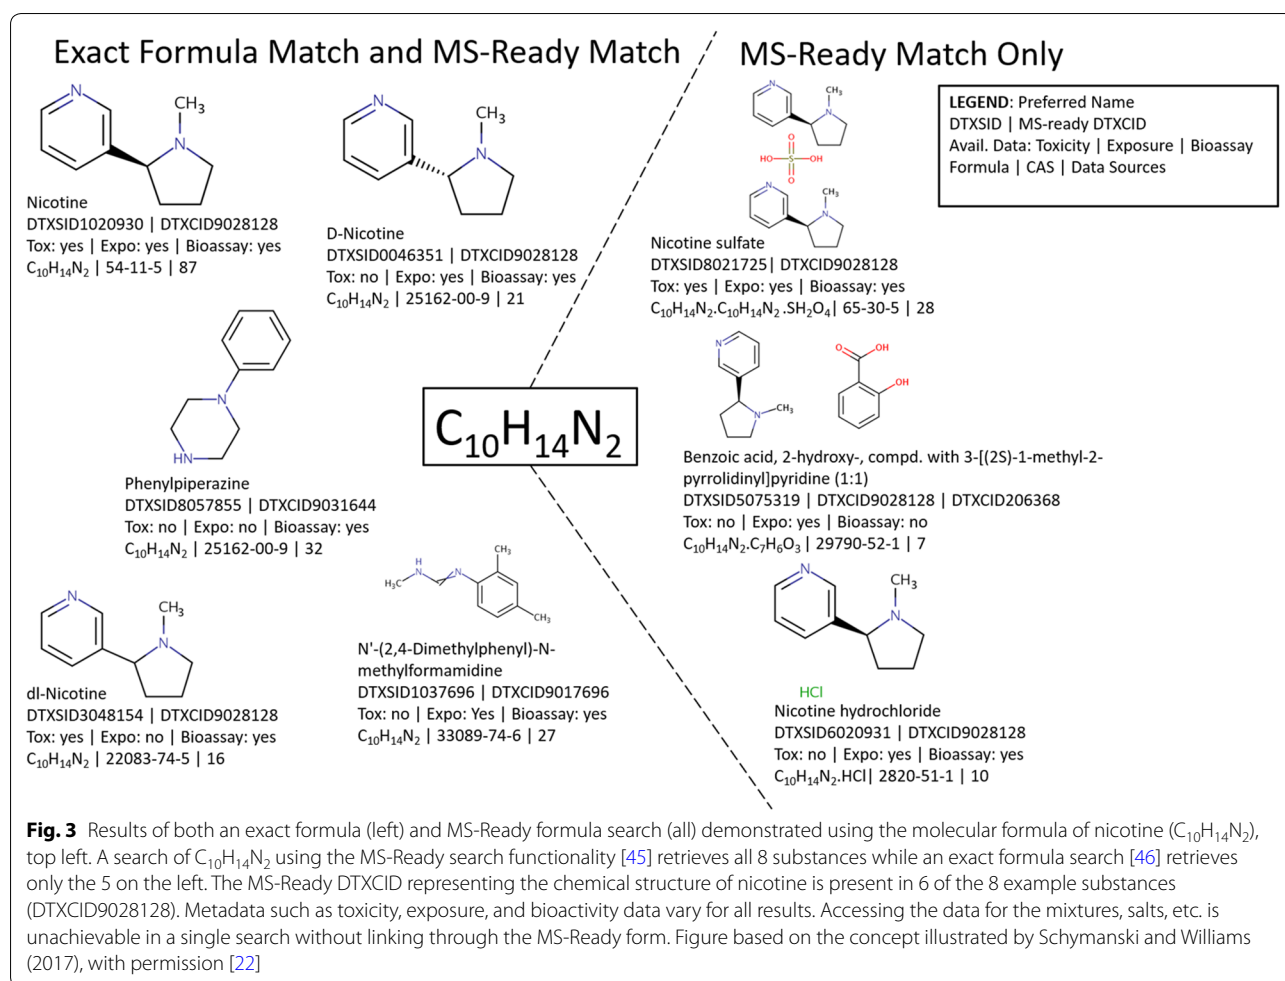 Exact Formula Match and MS-Ready Match
MS-Ready Match Only
LEGEND: Preferred Name
DTXSID | MS-ready DTXCID
Avail. Data: Toxicity | Exposure | Bioassay
Formula | CAS | Data Sources
N
CH₃
N
Nicotine
DTXSID1020930 | DTXCID9028128
Tox: yes | Expo: yes | Bioassay: yes
C₁₀H₁₄N₂ | 54-11-5 | 87
N
CH₃
N
D-Nicotine
DTXSID0046351 | DTXCID9028128
Tox: no | Expo: yes | Bioassay: yes
C₁₀H₁₄N₂ | 25162-00-9 | 21
N
HN
Phenylpiperazine
DTXSID8057855 | DTXCID9031644
Tox: no | Expo: no | Bioassay: yes
C₁₀H₁₄N₂ | 25162-00-9 | 32
C₁₀H₁₄N₂
N
CH₃
N
dl-Nicotine
DTXSID3048154 | DTXCID9028128
Tox: yes | Expo: no | Bioassay: yes
C₁₀H₁₄N₂ | 22083-74-5 | 16
CH₃
H
N
N
H₃C
CH₃
N'-(2,4-Dimethylphenyl)-N-
methylformamidine
DTXSID1037696 | DTXCID9017696
Tox: no | Expo: Yes | Bioassay: yes
C₁₀H₁₄N₂ | 33089-74-6 | 27
N
CH₃
N
O
HO
S
OH
O
N
CH₃
N
Nicotine sulfate
DTXSID8021725| DTXCID9028128
Tox: yes | Expo: yes | Bioassay: yes
C₁₀H₁₄N₂.C₁₀H₁₄N₂.SH₂O₄| 65-30-5 | 28
N
N
CH₃
O
OH
OH
Benzoic acid, 2-hydroxy-, compd. with 3-[(2S)-1-methyl-2-
pyrrolidinyl]pyridine (1:1)
DTXSID5075319 | DTXCID9028128 | DTXCID206368
Tox: no | Expo: yes | Bioassay: no
C₁₀H₁₄N₂.C₇H₆O₃ | 29790-52-1 | 7
N
CH₃
N
HCl
Nicotine hydrochloride
DTXSID6020931 | DTXCID9028128
Tox: no | Expo: yes | Bioassay: yes
C₁₀H₁₄N₂.HCl| 2820-51-1 | 10
Fig. 3 Results of both an exact formula (left) and MS-Ready formula search (all) demonstrated using the molecular formula of nicotine (C₁₀H₁₄N₂),
top left. A search of C₁₀H₁₄N₂ using the MS-Ready search functionality [45] retrieves all 8 substances while an exact formula search [46] retrieves
only the 5 on the left. The MS-Ready DTXCID representing the chemical structure of nicotine is present in 6 of the 8 example substances
(DTXCID9028128). Metadata such as toxicity, exposure, and bioactivity data vary for all results. Accessing the data for the mixtures, salts, etc. is
unachievable in a single search without linking through the MS-Ready form. Figure based on the concept illustrated by Schymanski and Williams
(2017), with permission [22]